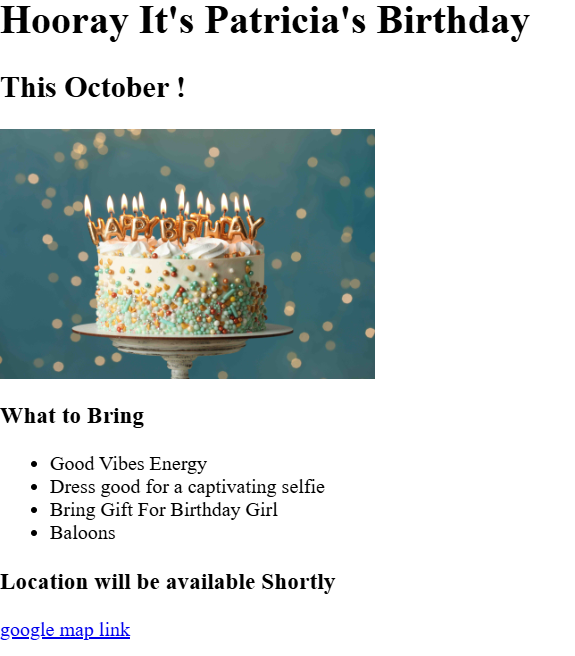 Hooray It's Patricia's Birthday
This October !
HAPPY BIRTHDAY
What to Bring
Good Vibes Energy
Dress good for a captivating selfie
Bring Gift For Birthday Girl
Baloons
Location will be available Shortly
google map link